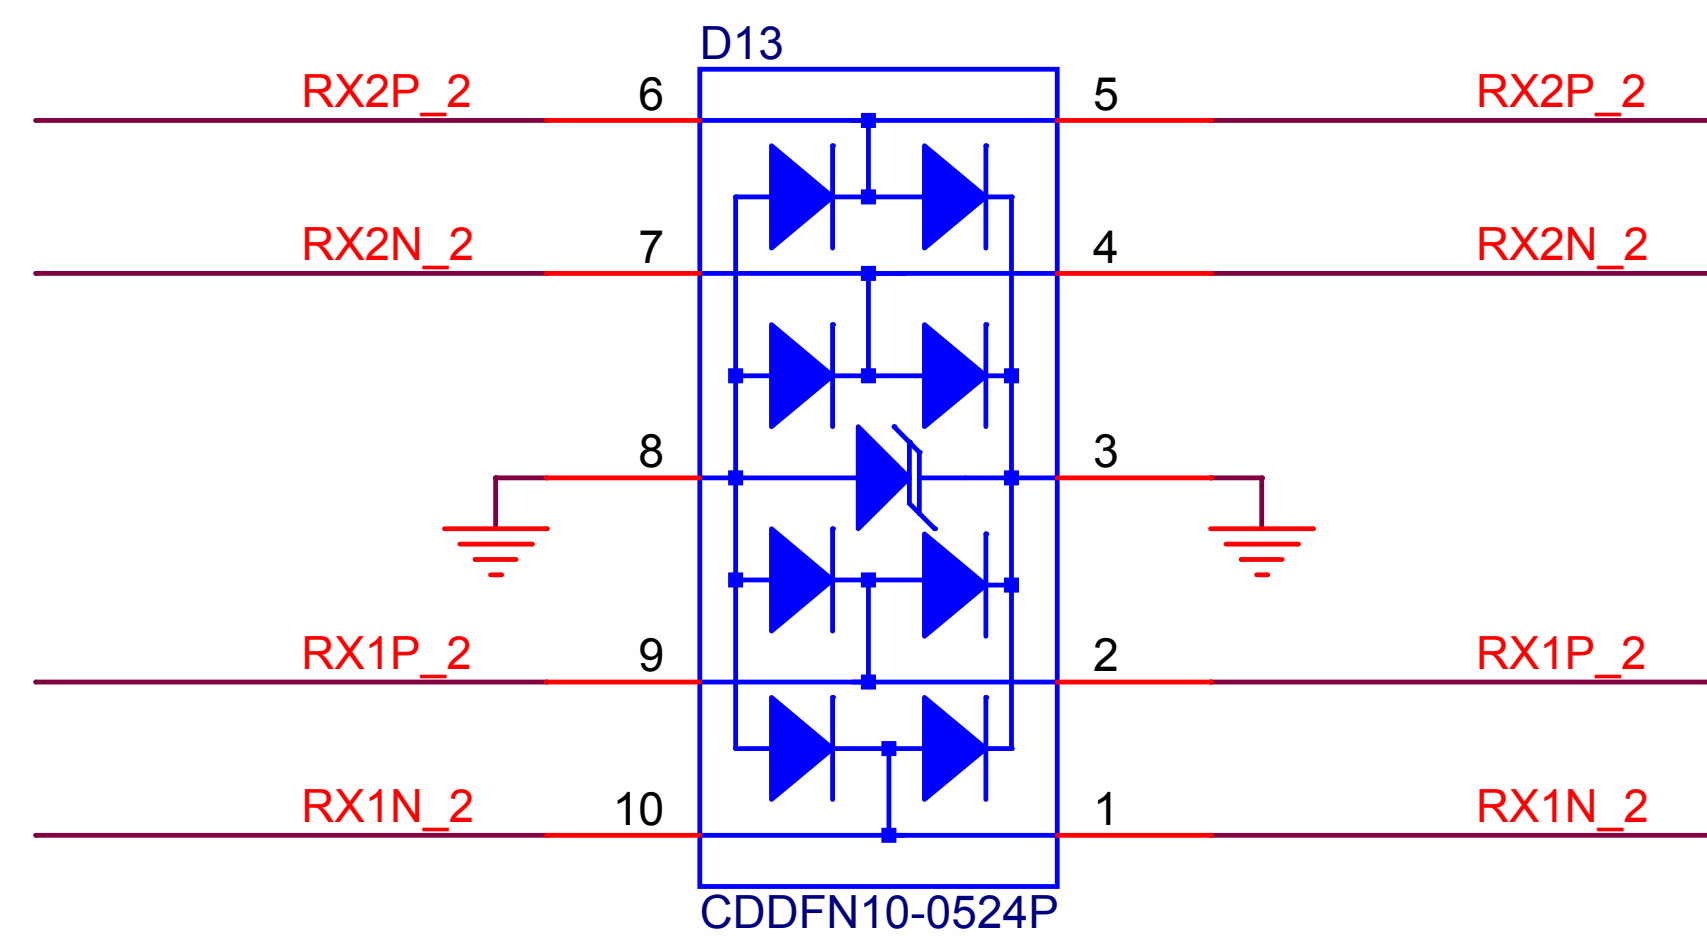 D13
RX2P_2 6 5 RX2P_2
RX2N_2 7 4 RX2N_2
8 3
RX1P_2 9 2 RX1P_2
RX1N_2 10 1 RX1N_2
CDDFN10-0524P